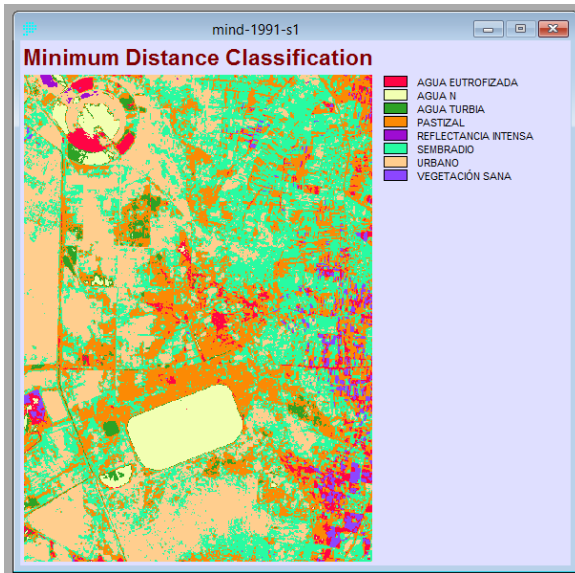 mind-1991-s1
Minimum Distance Classification
AGUA EUTROFIZADA
AGUA N
AGUA TURBIA
PASTIZAL
REFLECTANCIA INTENSA
SEMBRADIO
URBANO
VEGETACIÓN SANA